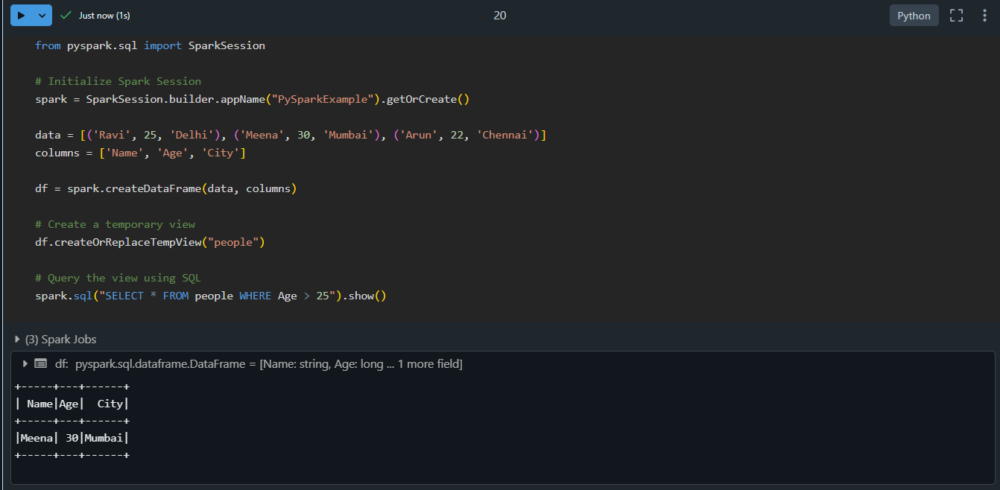 Just now (1s)
20
Python
from pyspark.sql import SparkSession
# Initialize Spark Session
spark = SparkSession.builder.appName("PySparkExample").getOrCreate()
data = [('Ravi', 25, 'Delhi'), ('Meena', 30, 'Mumbai'), ('Arun', 22, 'Chennai')]
columns = ['Name', 'Age', 'City']
df = spark.createDataFrame(data, columns)
# Create a temporary view
df.createOrReplaceTempView("people")
# Query the view using SQL
spark.sql("SELECT * FROM people WHERE Age > 25").show()
(3) Spark Jobs
df: pyspark.sql.dataframe.DataFrame = [Name: string, Age: long ... 1 more field]
+-----+---+------+
| Name|Age|  City|
+-----+---+------+
|Meena| 30|Mumbai|
+-----+---+------+